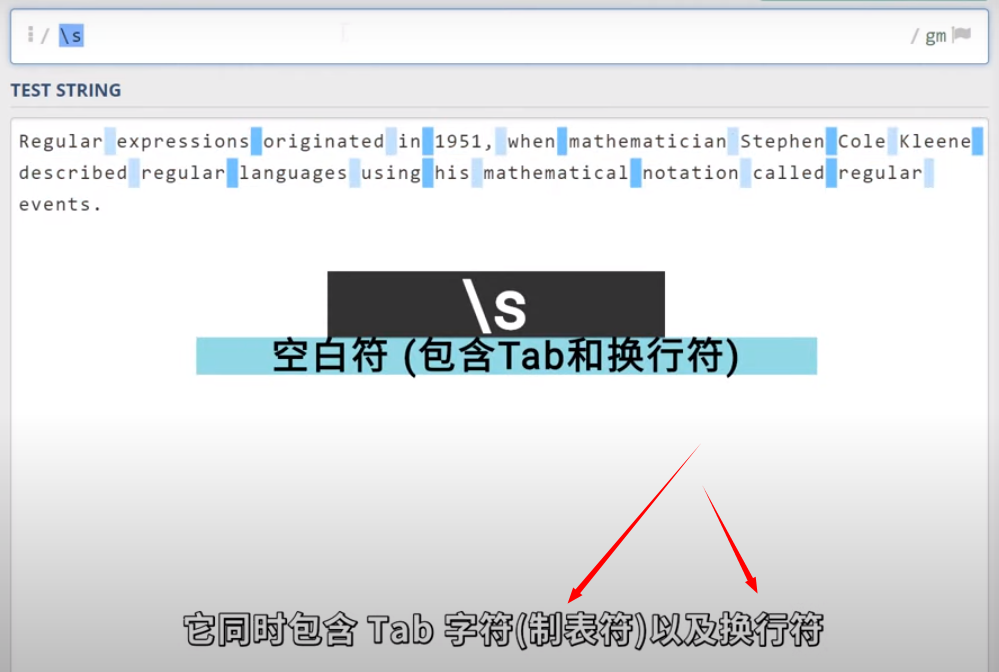 / \s / gm
TEST STRING
Regular expressions originated in 1951, when mathematician Stephen Cole Kleene
described regular languages using his mathematical notation called regular
events.
\s
空白符 (包含Tab和换行符)
它同时包含 Tab 字符(制表符)以及换行符